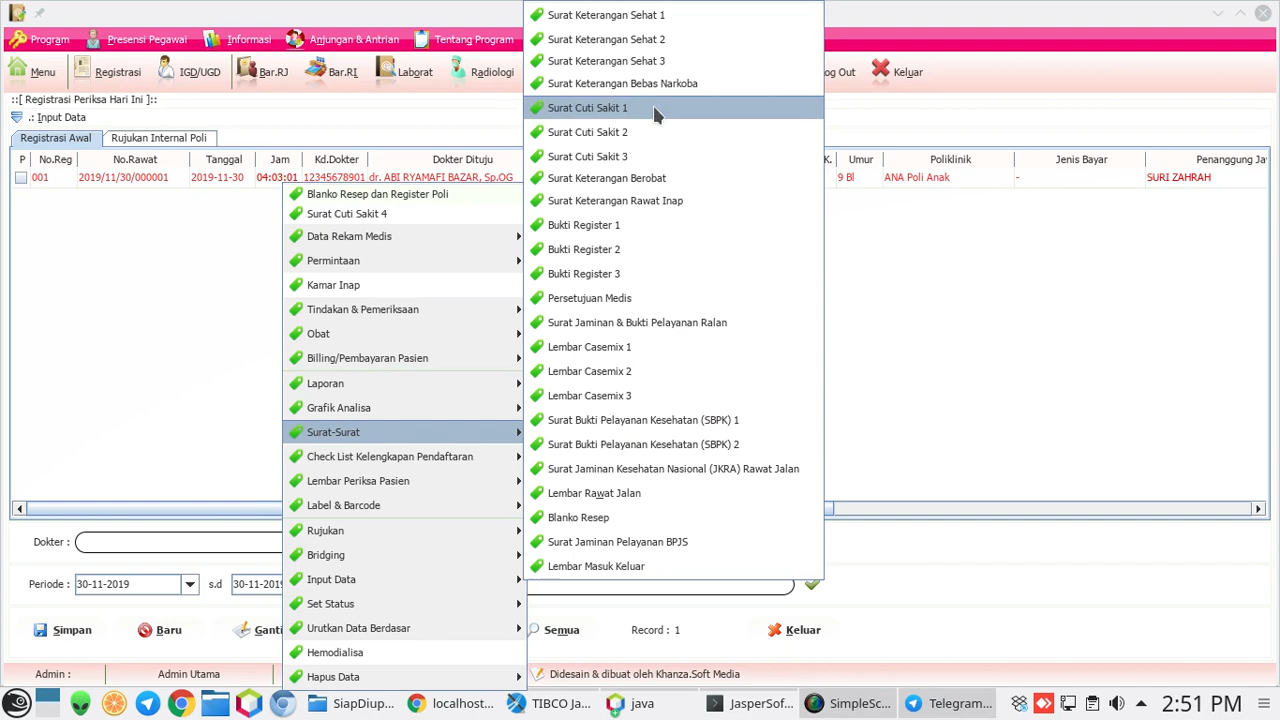 Program Presensi Pegawai Informasi Anjungan & Antrian Tentang Program
Menu Registrasi IGD/UGD Bar.RJ Bar.RI Laborat Radiologi og Out Keluar
::[ Registrasi Periksa Hari Ini ]::
.: Input Data
Registrasi Awal Rujukan Internal Poli
P No.Reg No.Rawat Tanggal Jam Kd.Dokter Dokter Dituju K. Umur Poliklinik Jenis Bayar Penanggung Ja
001 2019/11/30/000001 2019-11-30 04:03:01 12345678901 dr. ABI RYAMAFI BAZAR, Sp.OG 9 Bl ANA Poli Anak - SURI ZAHRAH
Blanko Resep dan Register Poli
Surat Cuti Sakit 4
Data Rekam Medis
Permintaan
Kamar Inap
Tindakan & Pemeriksaan
Obat
Billing/Pembayaran Pasien
Laporan
Grafik Analisa
Surat-Surat
Check List Kelengkapan Pendaftaran
Lembar Periksa Pasien
Label & Barcode
Rujukan
Bridging
Input Data
Set Status
Urutkan Data Berdasar
Hemodialisa
Hapus Data
Surat Keterangan Sehat 1
Surat Keterangan Sehat 2
Surat Keterangan Sehat 3
Surat Keterangan Bebas Narkoba
Surat Cuti Sakit 1
Surat Cuti Sakit 2
Surat Cuti Sakit 3
Surat Keterangan Berobat
Surat Keterangan Rawat Inap
Bukti Register 1
Bukti Register 2
Bukti Register 3
Persetujuan Medis
Surat Jaminan & Bukti Pelayanan Ralan
Lembar Casemix 1
Lembar Casemix 2
Lembar Casemix 3
Surat Bukti Pelayanan Kesehatan (SBPK) 1
Surat Bukti Pelayanan Kesehatan (SBPK) 2
Surat Jaminan Kesehatan Nasional (JKRA) Rawat Jalan
Lembar Rawat Jalan
Blanko Resep
Surat Jaminan Pelayanan BPJS
Lembar Masuk Keluar
Dokter :
Periode : 30-11-2019 s.d 30-11-2019
Simpan Baru Ganti Semua Record : 1 Keluar
Admin : Admin Utama Didesain & dibuat oleh Khanza.Soft Media
SiapDiup... localhost... TIBCO Ja... java JasperSof... SimpleSc... Telegram... 2:51 PM